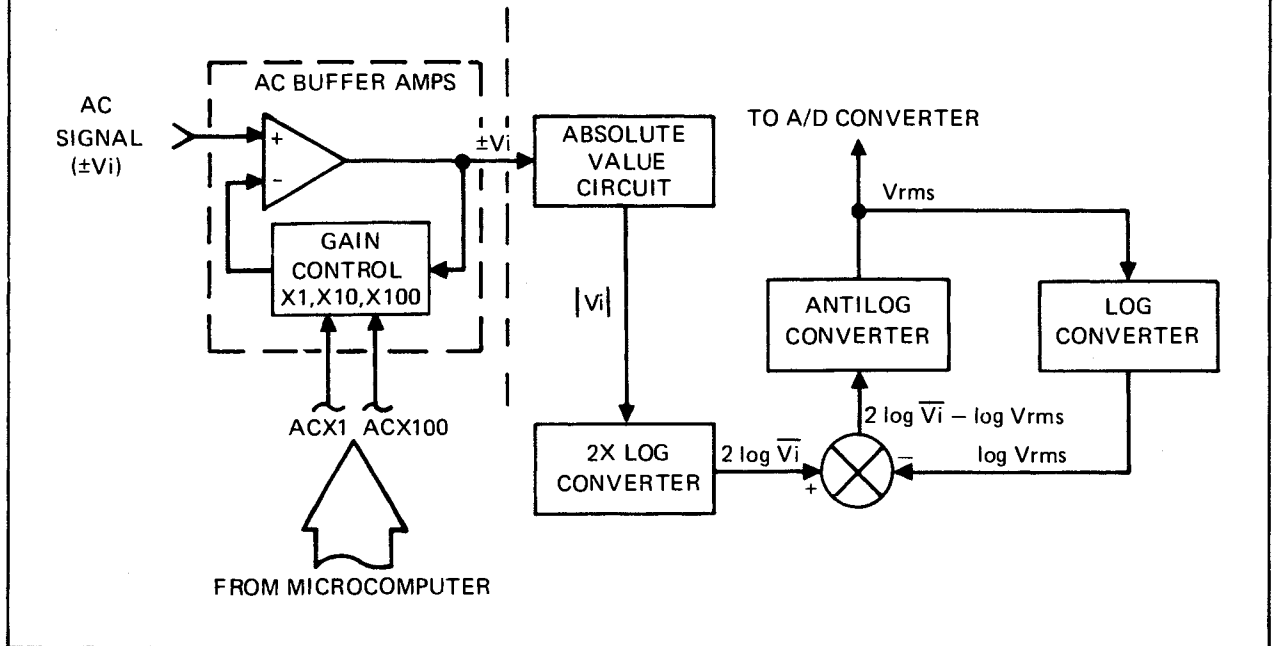 AC BUFFER AMPS
AC
SIGNAL
(±Vi)
+
-
±Vi
GAIN
CONTROL
X1,X10,X100
ACX1 ACX100
FROM MICROCOMPUTER
ABSOLUTE
VALUE
CIRCUIT
|Vi|
2X LOG
CONVERTER
2 log V̅i̅
+
−
2 log V̅i̅ − log Vrms
log Vrms
ANTILOG
CONVERTER
LOG
CONVERTER
Vrms
TO A/D CONVERTER